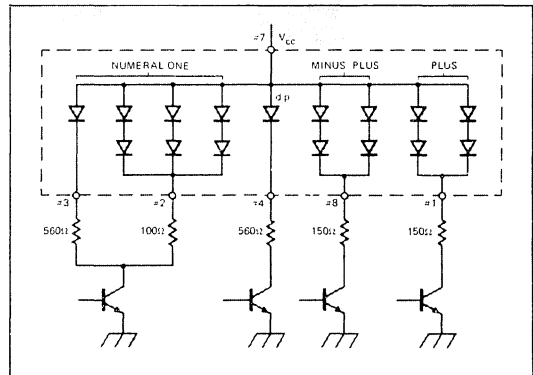 =7 VCC
NUMERAL ONE MINUS PLUS PLUS
dp
=3 =2 =4 =8 =1
560Ω 100Ω 560Ω 150Ω 150Ω